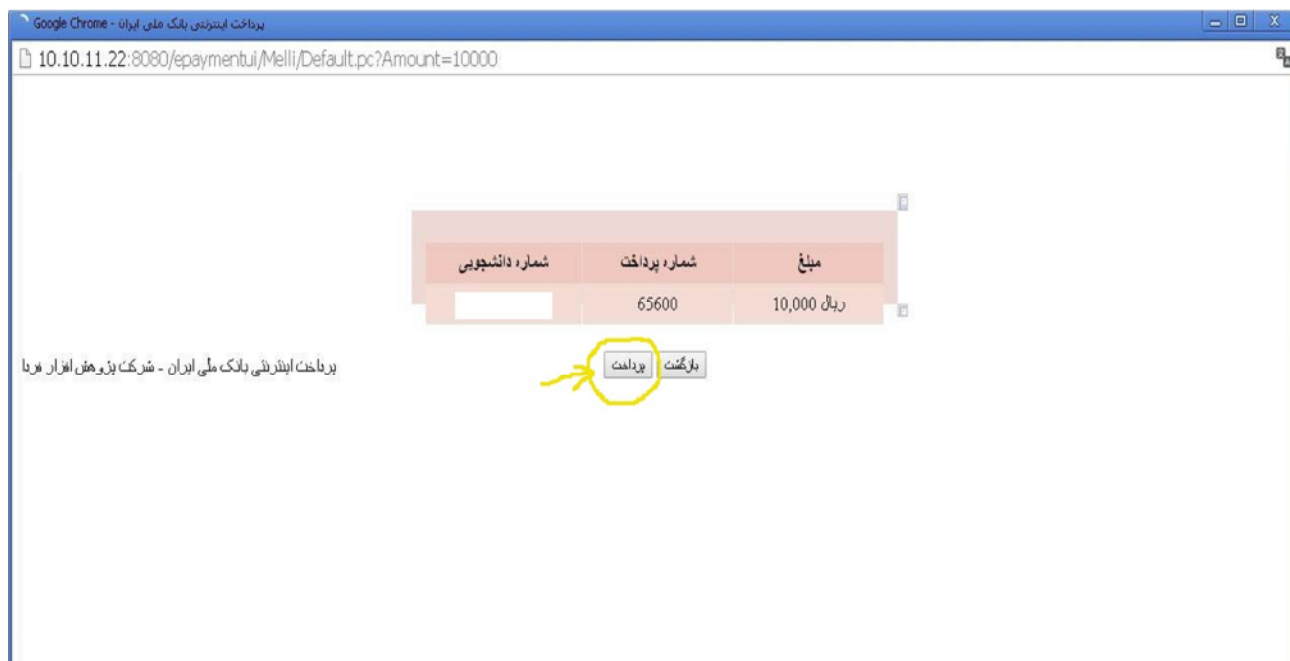 پرداخت اینترنتی بانک ملی ایران - Google Chrome
10.10.11.22:8080/epaymentui/Melli/Default.pc?Amount=10000
مبلغ شماره پرداخت شماره دانشجویی
10,000 ریال 65600
بازگشت پرداخت
پرداخت اینترنتی بانک ملّی ایران - شرکت پژوهش افزار فردا